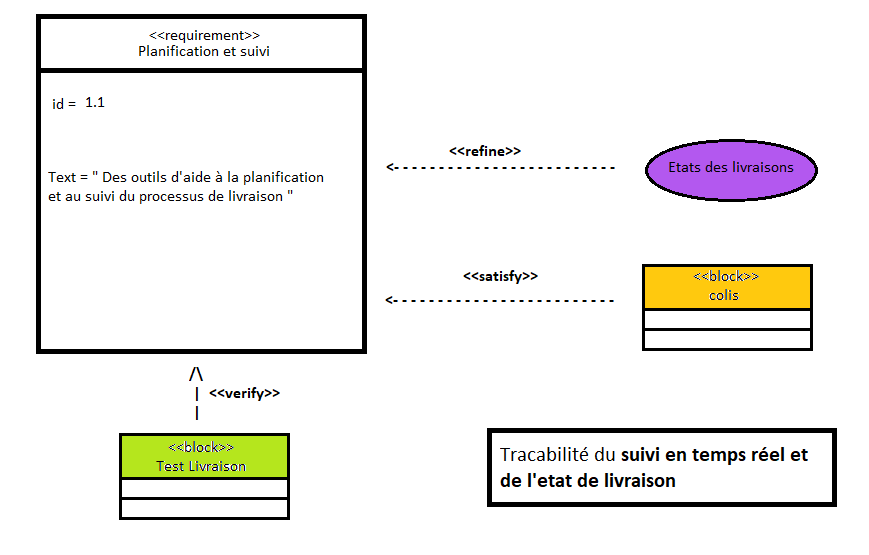 <<requirement>>
Planification et suivi
id = 1.1
Text = " Des outils d'aide à la planification
et au suivi du processus de livraison "
<<refine>>
Etats des livraisons
<<satisfy>>
<<block>>
colis
<<verify>>
<<block>>
Test Livraison
Tracabilité du suivi en temps réel et
de l'etat de livraison